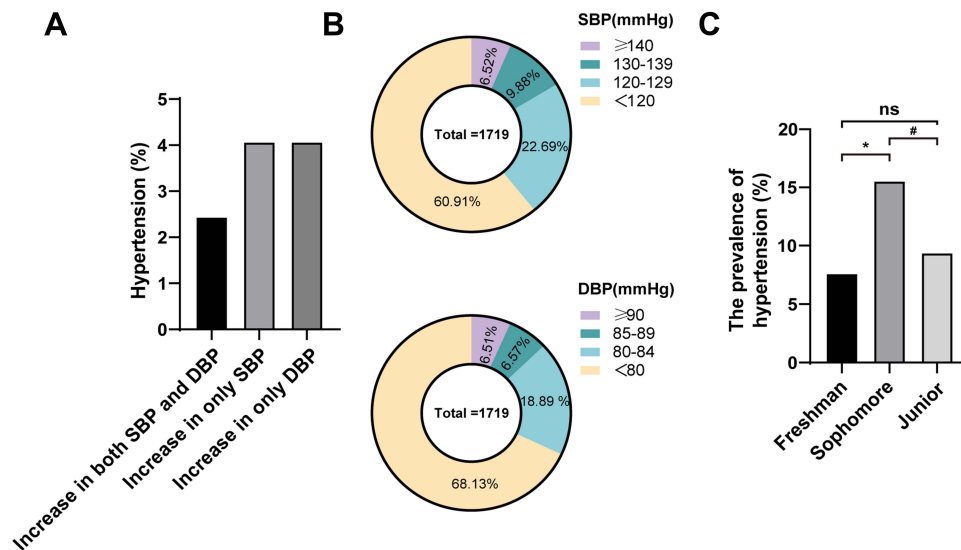 A
Hypertension (%)
5
4
3
2
1
0
Increase in both SBP and DBP
Increase in only SBP
Increase in only DBP
B
SBP(mmHg)
⩾140
130-139
120-129
<120
6.52%
9.88%
22.69%
60.91%
Total =1719
DBP(mmHg)
⩾90
85-89
80-84
<80
6.51%
6.57%
18.89 %
68.13%
Total =1719
C
The prevalence of
hypertension (%)
20
15
10
5
0
ns
*
#
Freshman
Sophomore
Junior